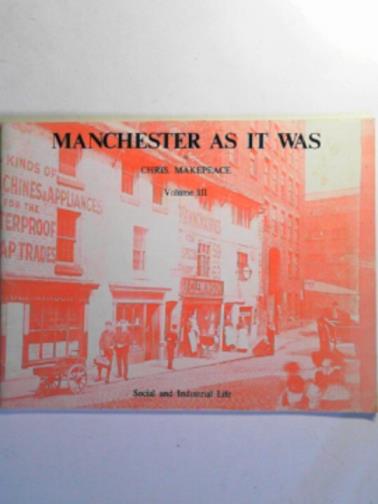 MANCHESTER AS IT WAS
CHRIS MAKEPEACE
Volume III
KINDS OF
CHINES & APPLIANCES
FOR THE
TERPROOF
AP TRADES
Social and Industrial Life